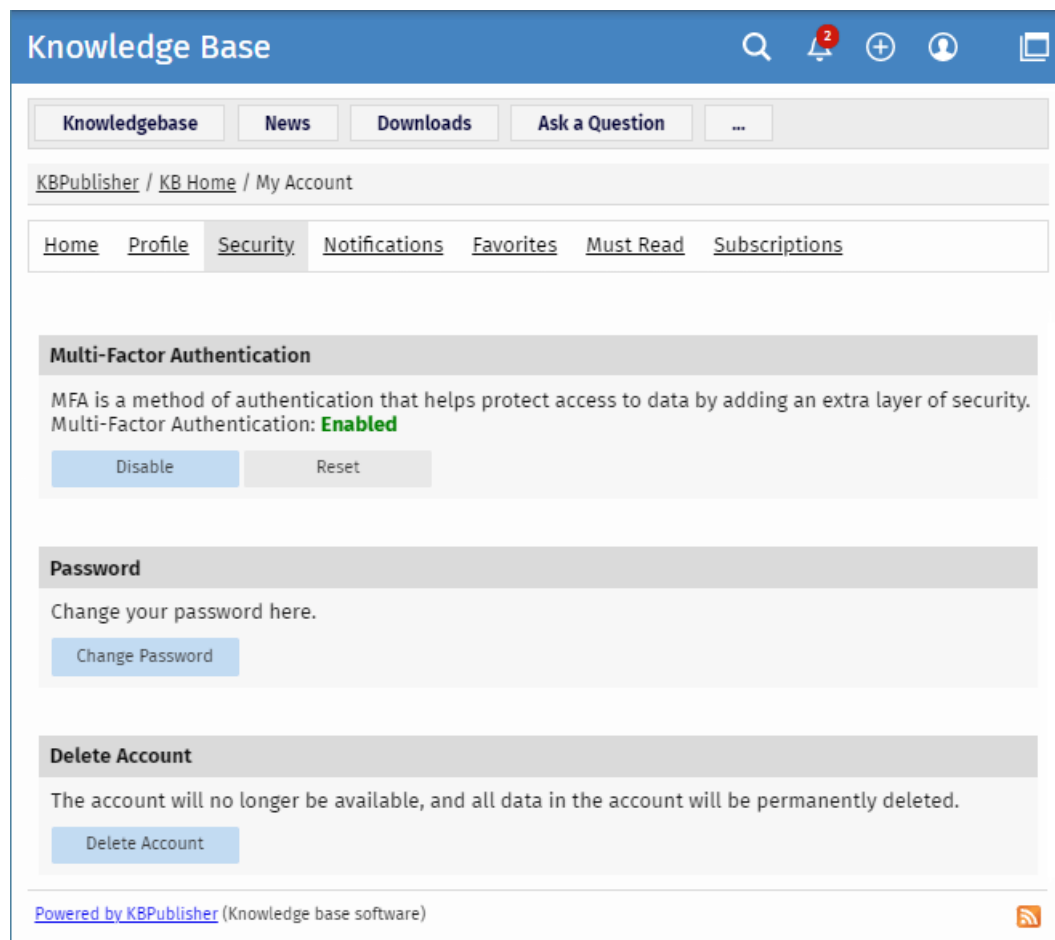 Knowledge Base
2
Knowledgebase News Downloads Ask a Question ...
KBPublisher / KB Home / My Account
Home Profile Security Notifications Favorites Must Read Subscriptions
Multi-Factor Authentication
MFA is a method of authentication that helps protect access to data by adding an extra layer of security.
Multi-Factor Authentication: Enabled
Disable Reset
Password
Change your password here.
Change Password
Delete Account
The account will no longer be available, and all data in the account will be permanently deleted.
Delete Account
Powered by KBPublisher (Knowledge base software)